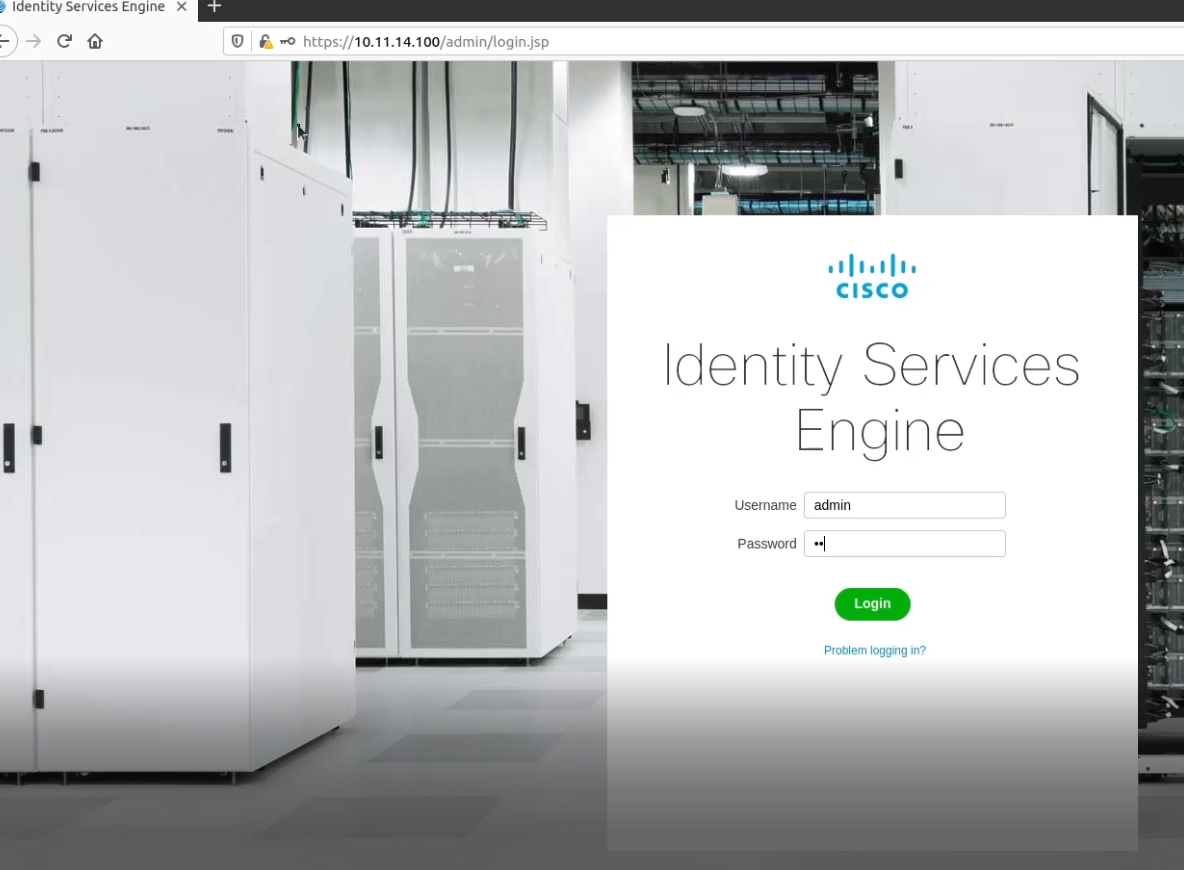 Identity Services Engine
https://10.11.14.100/admin/login.jsp
CISCO
Identity Services
Engine
Username admin
Password ••
Login
Problem logging in?